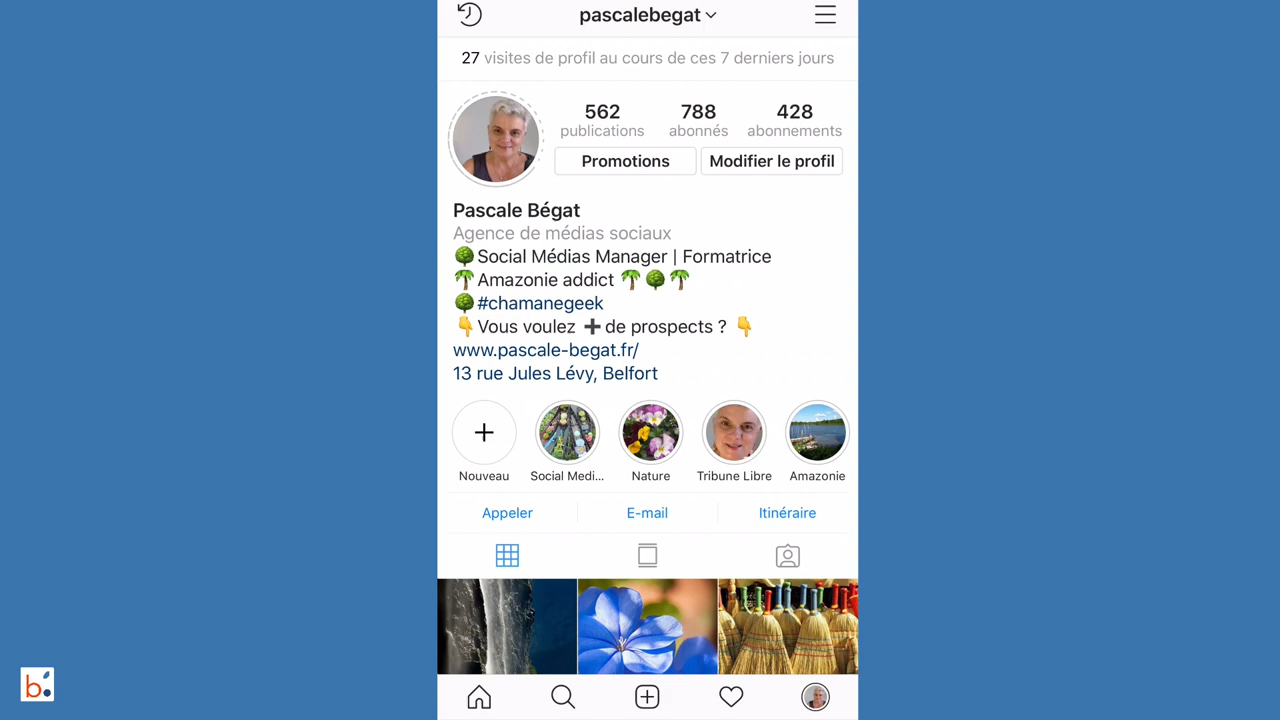 pascalebegat
27 visites de profil au cours de ces 7 derniers jours
562 788 428
publications abonnés abonnements
Promotions Modifier le profil
Pascale Bégat
Agence de médias sociaux
🌳Social Médias Manager | Formatrice
🌴Amazonie addict 🌴🌳🌴
🌳#chamanegeek
👇Vous voulez ➕de prospects ? 👇
www.pascale-begat.fr/
13 rue Jules Lévy, Belfort
Nouveau Social Medi... Nature Tribune Libre Amazonie
Appeler E-mail Itinéraire
b.